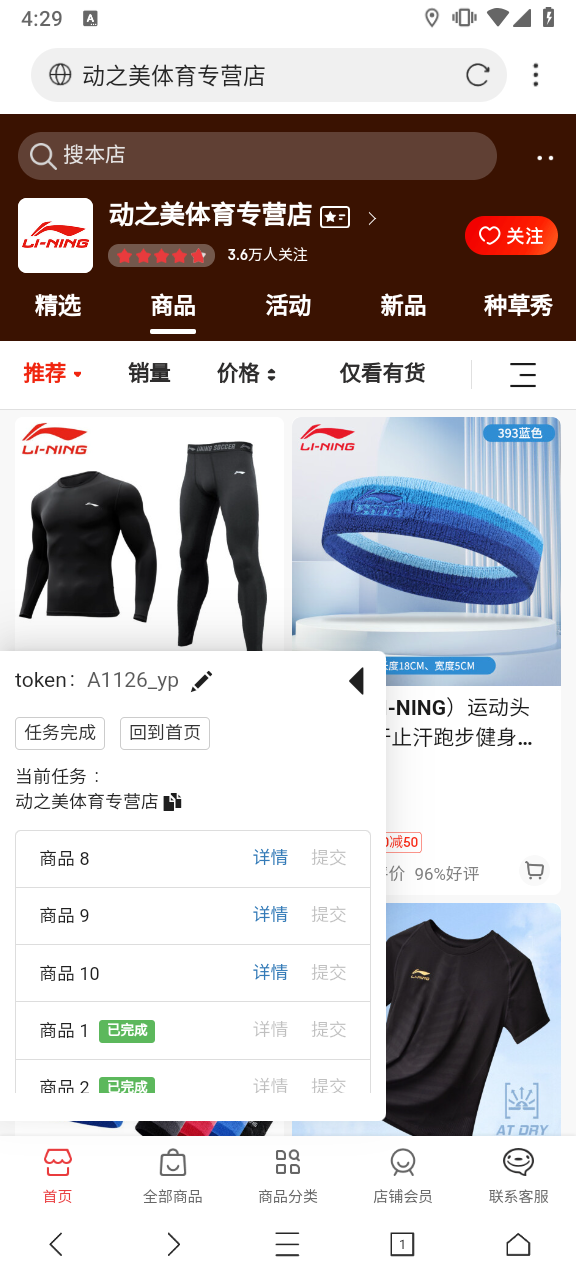 4:29 A
动之美体育专营店
搜本店
LI-NING
动之美体育专营店
3.6万人关注
关注
精选 商品 活动 新品 种草秀
推荐 销量 价格 仅看有货
LI-NING
LI-NING
393蓝色
长度18CM、宽度5CM
-NING）运动头
止汗跑步健身...
减50
价 96%好评
token： A1126_yp
任务完成 回到首页
当前任务：
动之美体育专营店
商品 8 详情 提交
商品 9 详情 提交
商品 10 详情 提交
商品 1 已完成 详情 提交
商品 2 已完成 详情 提交
AT DRY
首页 全部商品 商品分类 店铺会员 联系客服
1